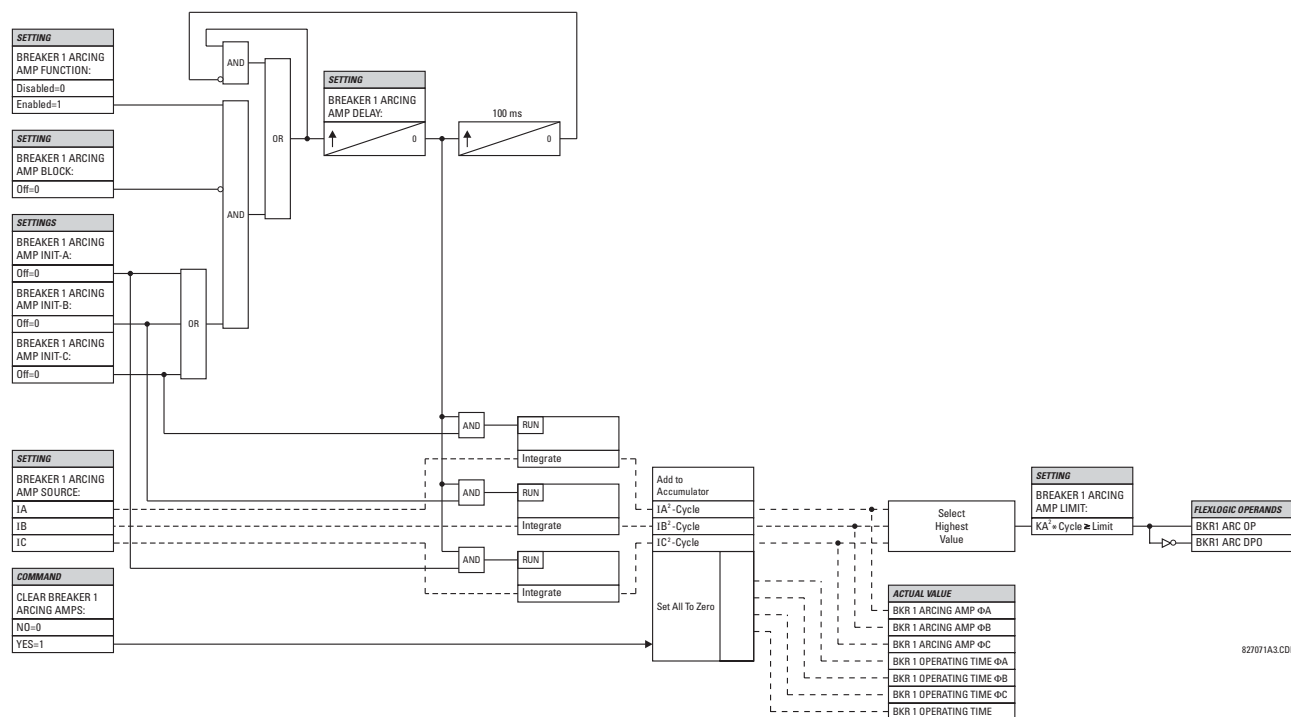 SETTING
BREAKER 1 ARCING
AMP FUNCTION:
Disabled=0
Enabled=1
SETTING
BREAKER 1 ARCING
AMP BLOCK:
Off=0
SETTINGS
BREAKER 1 ARCING
AMP INIT-A:
Off=0
BREAKER 1 ARCING
AMP INIT-B:
Off=0
BREAKER 1 ARCING
AMP INIT-C:
Off=0
SETTING
BREAKER 1 ARCING
AMP SOURCE:
IA
IB
IC
COMMAND
CLEAR BREAKER 1
ARCING AMPS:
NO=0
YES=1
AND
OR
AND
OR
SETTING
BREAKER 1 ARCING
AMP DELAY:
0
100 ms
0
AND
RUN
Integrate
AND
RUN
Integrate
AND
RUN
Integrate
Add to
Accumulator
IA²-Cycle
IB²-Cycle
IC²-Cycle
Set All To Zero
Select
Highest
Value
SETTING
BREAKER 1 ARCING
AMP LIMIT:
KA²*Cycle≥Limit
FLEXLOGIC OPERANDS
BKR1 ARC OP
BKR1 ARC DPO
ACTUAL VALUE
BKR 1 ARCING AMP ΦA
BKR 1 ARCING AMP ΦB
BKR 1 ARCING AMP ΦC
BKR 1 OPERATING TIME ΦA
BKR 1 OPERATING TIME ΦB
BKR 1 OPERATING TIME ΦC
BKR 1 OPERATING TIME